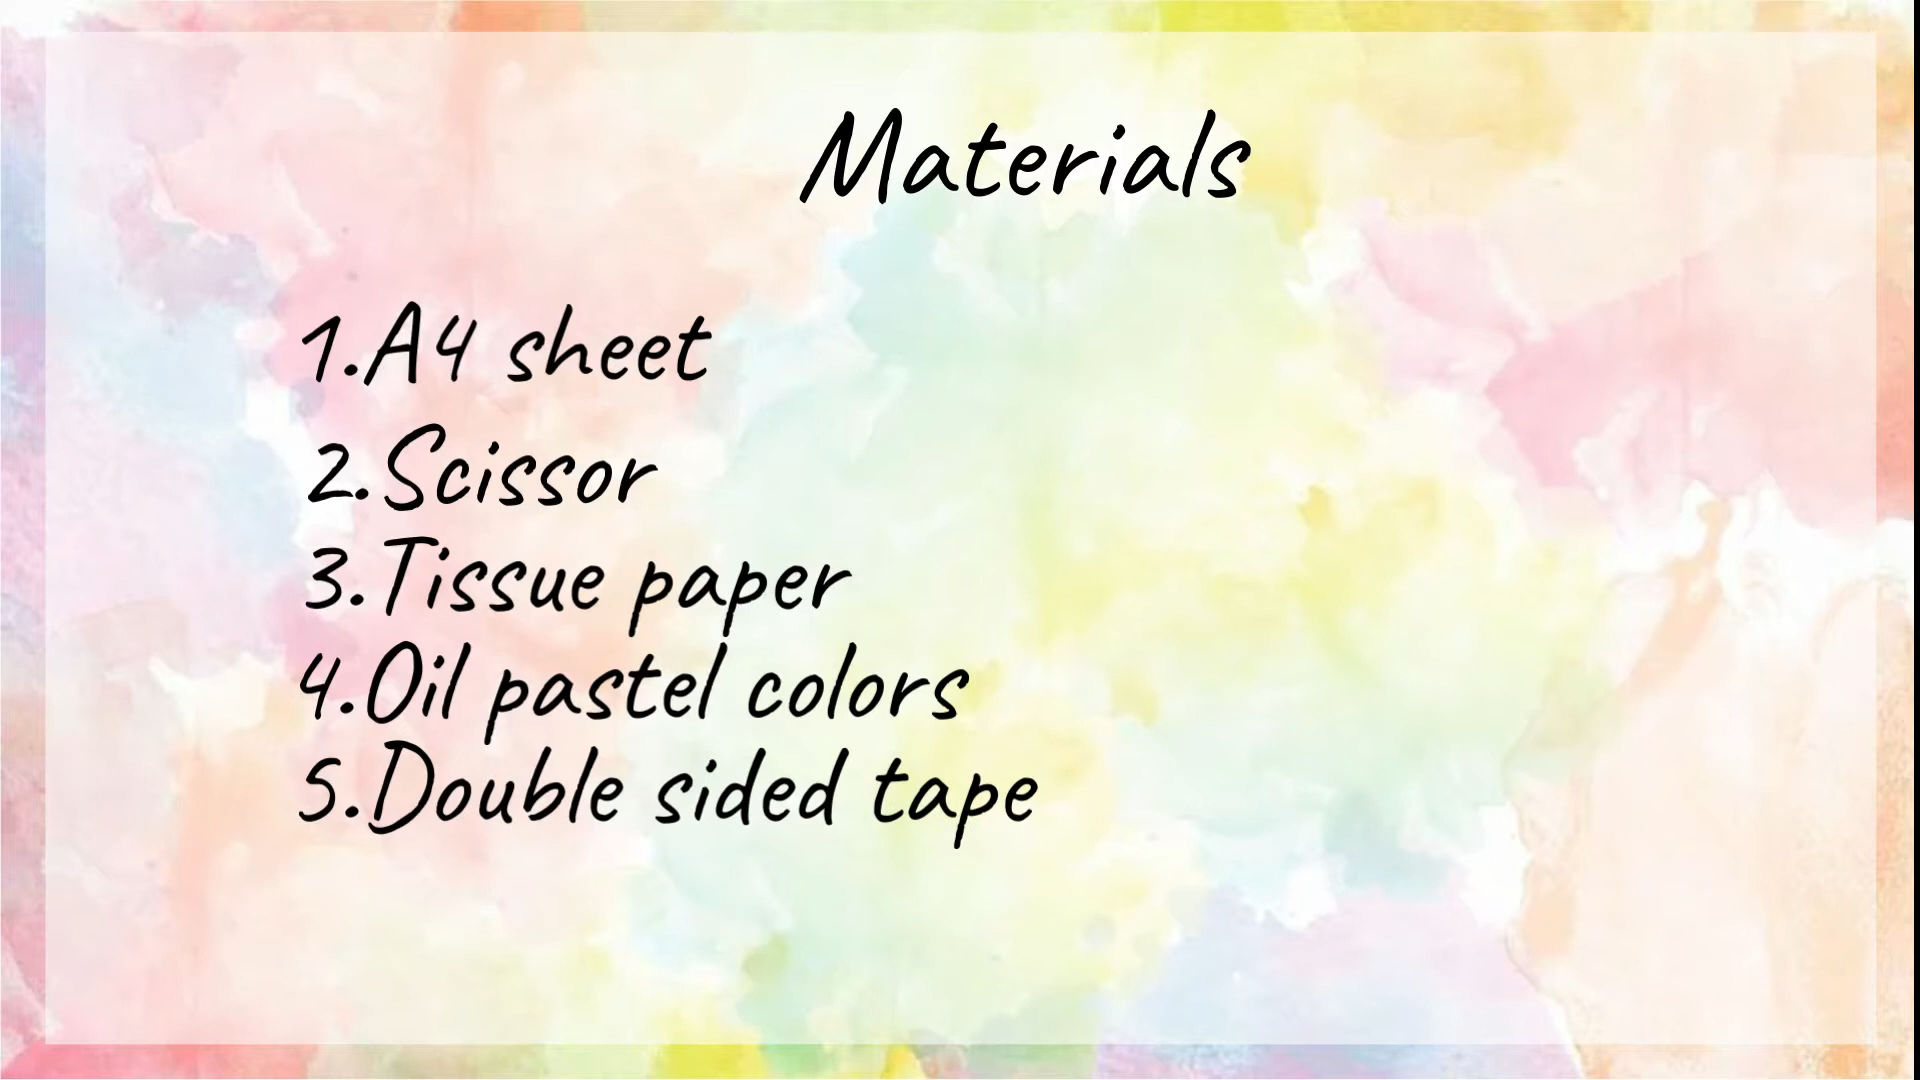 Materials
1.A4 sheet
2.Scissor
3.Tissue paper
4.Oil pastel colors
5.Double sided tape